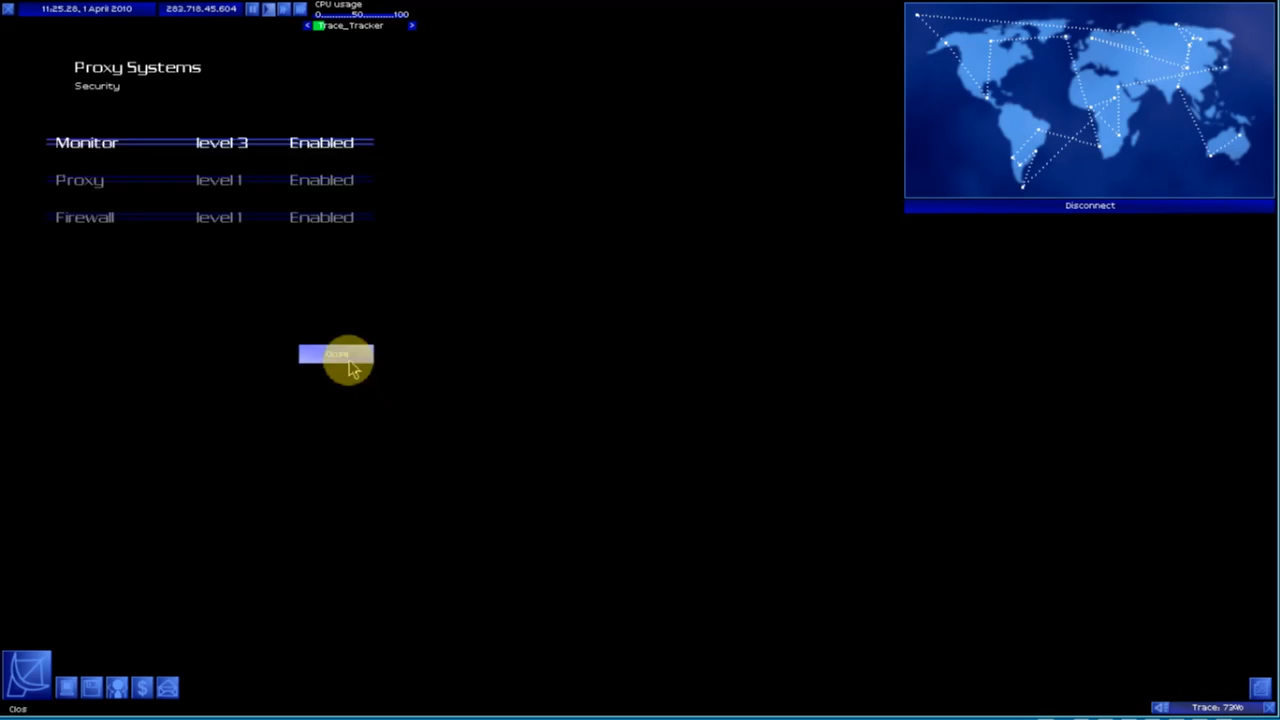 11:25.28, 1 April 2010
283.718.45.604
CPU usage
0.........50.........100
< Trace_Tracker >
Proxy Systems
Security
Monitor level 3 Enabled
Proxy level 1 Enabled
Firewall level 1 Enabled
Close
Disconnect
$
Clos
Trace: 73%